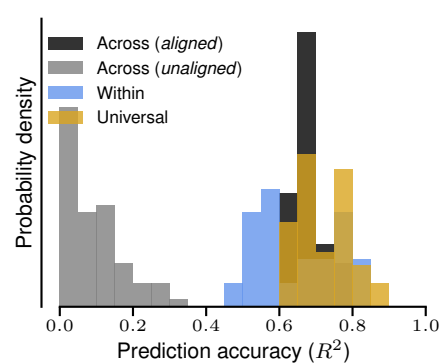 Across (aligned)
Across (unaligned)
Within
Universal
Probability density
0.0 0.2 0.4 0.6 0.8 1.0
Prediction accuracy (R²)